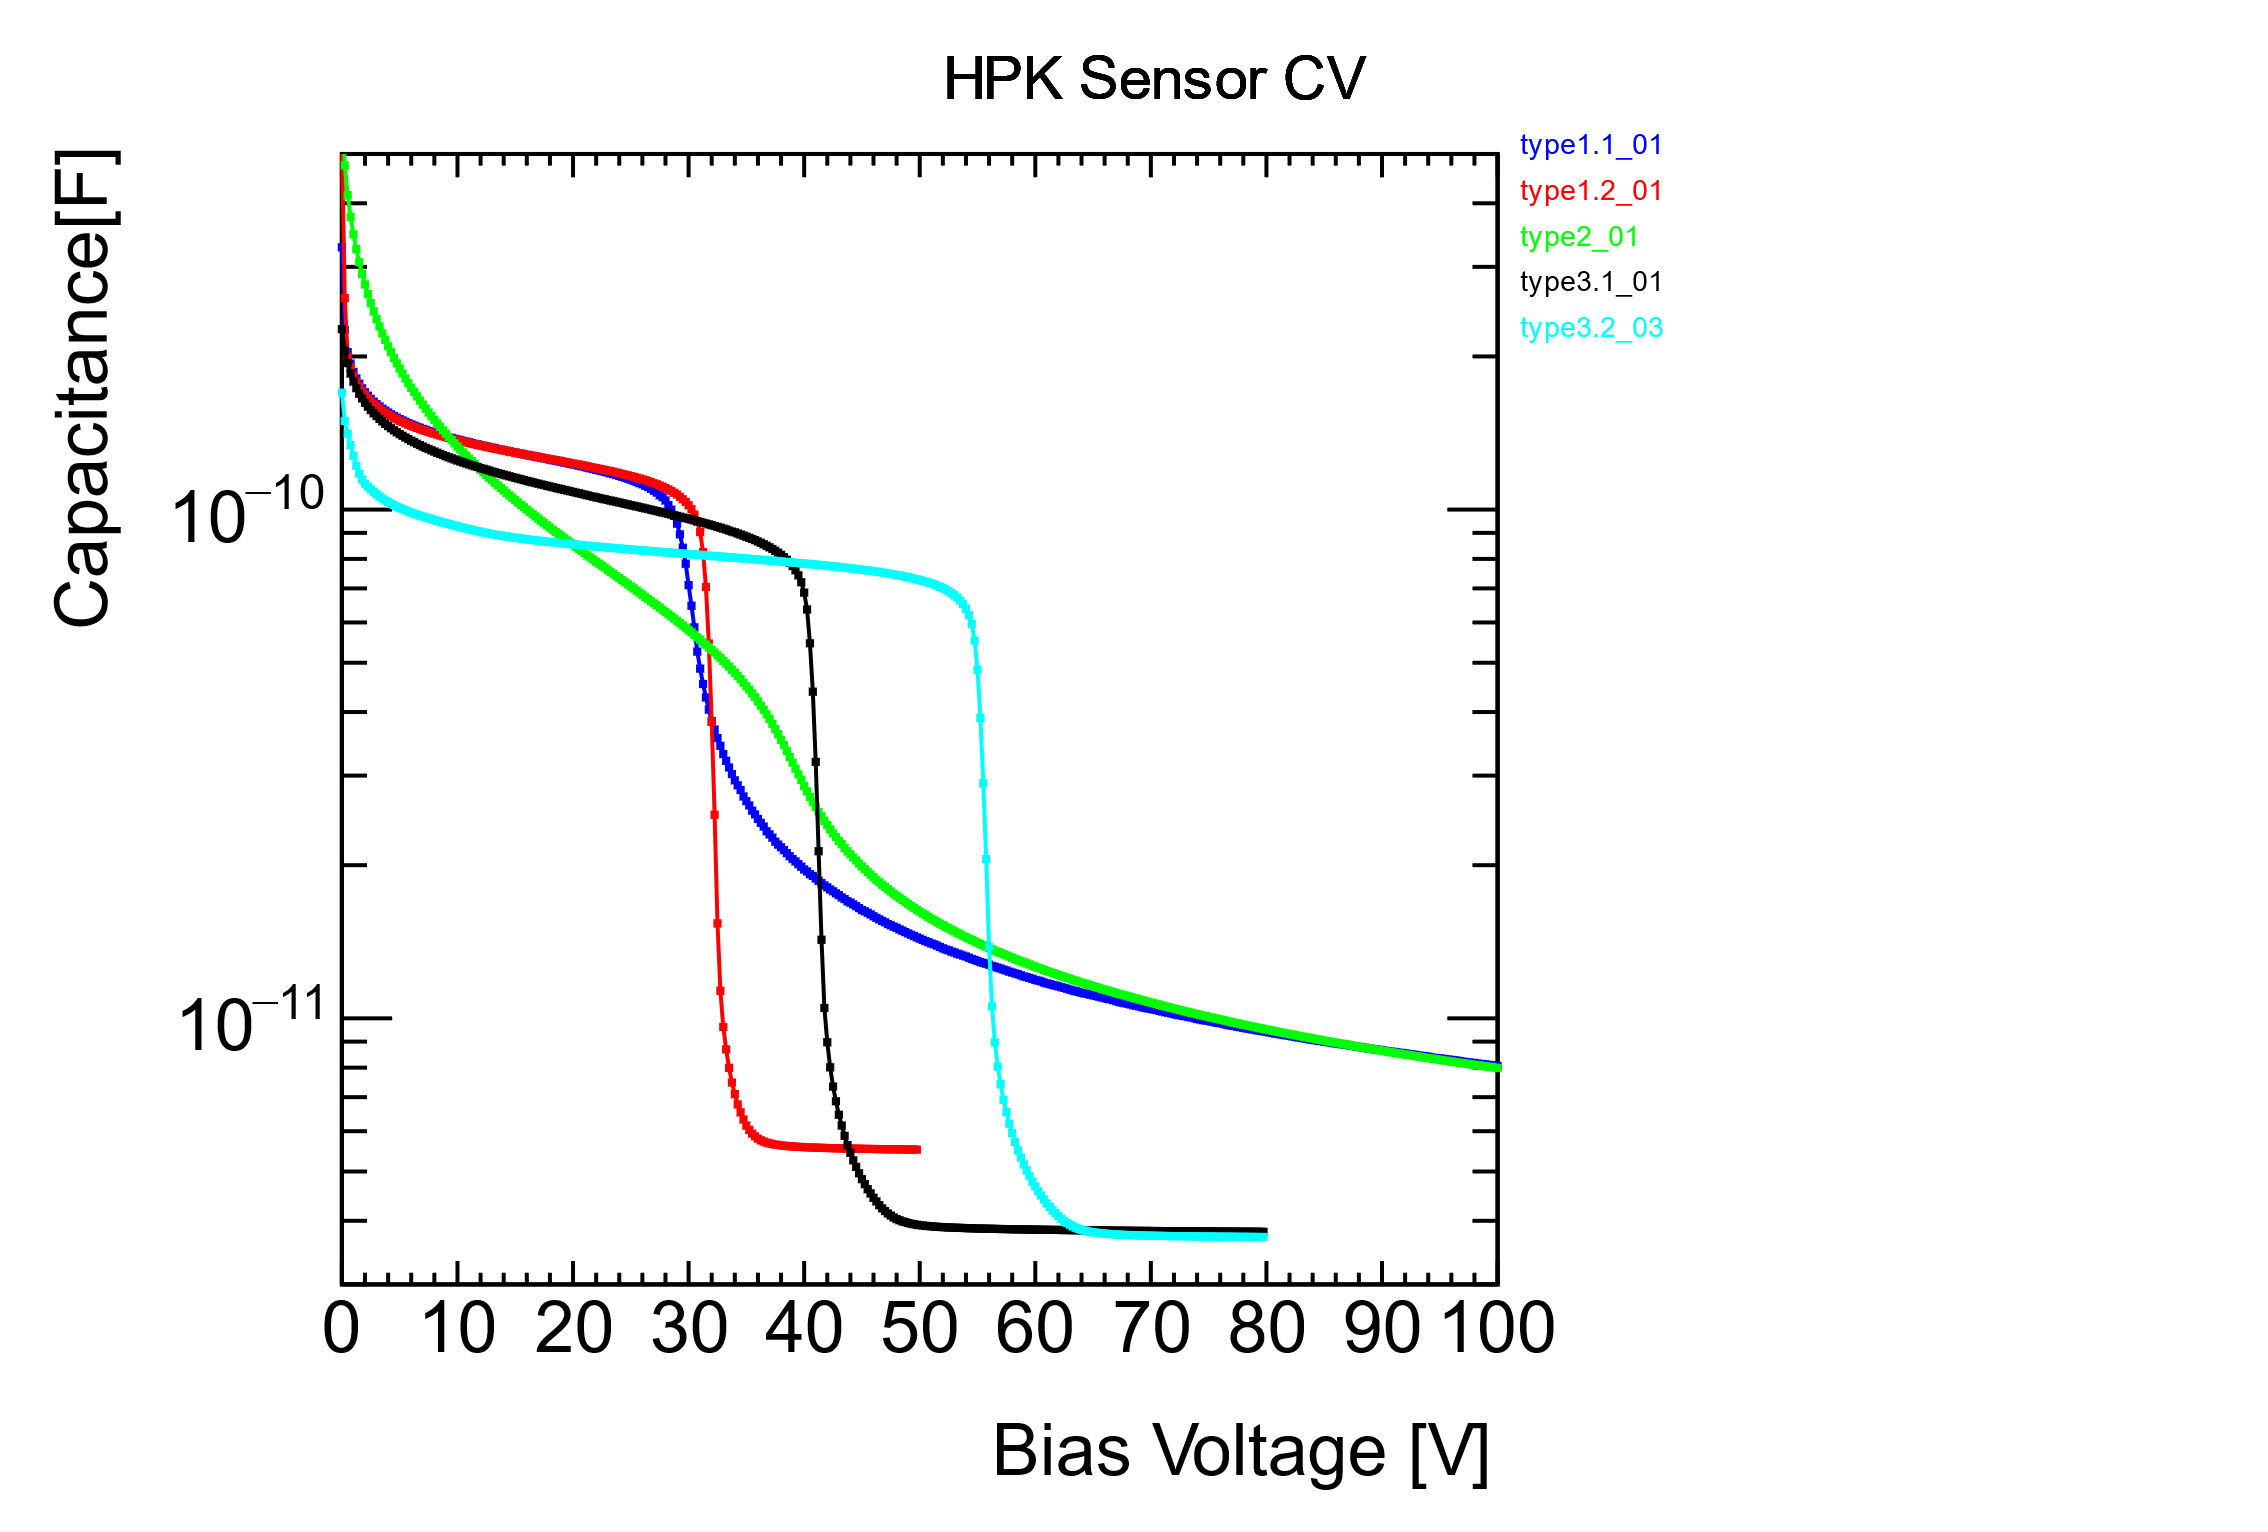 HPK Sensor CV
type1.1_01
type1.2_01
type2_01
type3.1_01
type3.2_03
Capacitance[F]
10⁻¹⁰
10⁻¹¹
0 10 20 30 40 50 60 70 80 90 100
Bias Voltage [V]